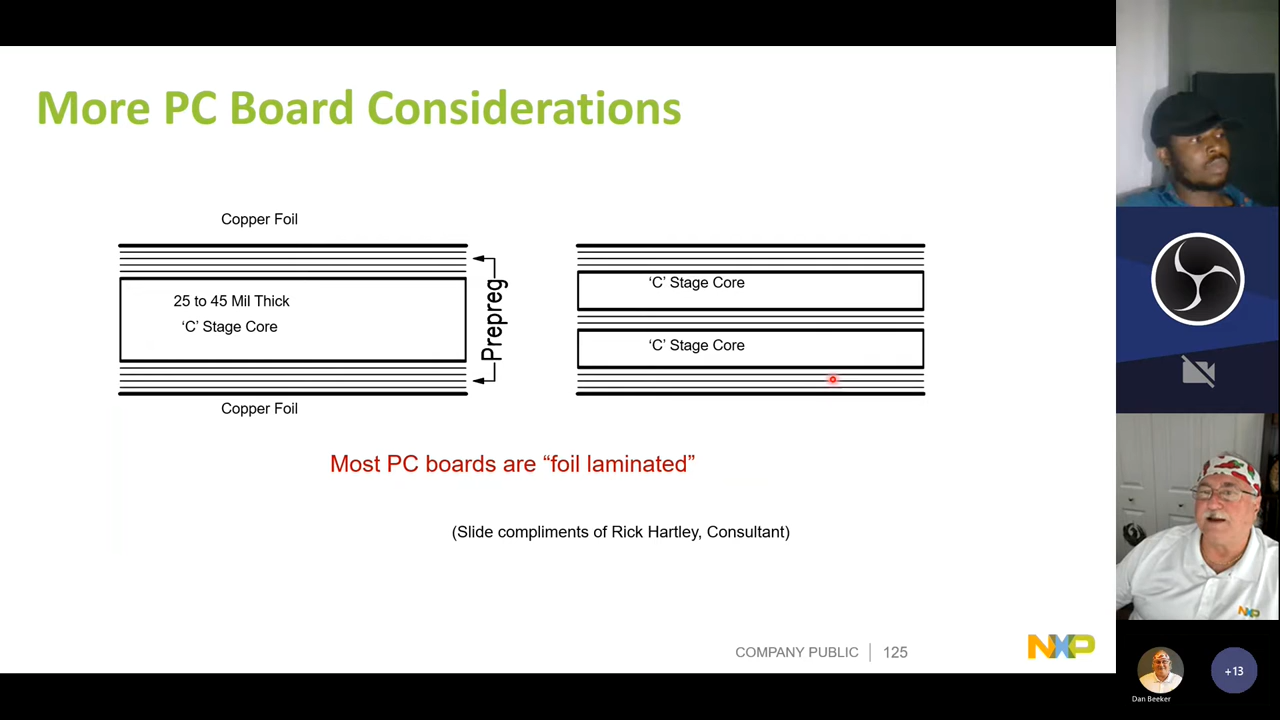 More PC Board Considerations
Copper Foil
25 to 45 Mil Thick
‘C’ Stage Core
Prepreg
Copper Foil
‘C’ Stage Core
‘C’ Stage Core
Most PC boards are “foil laminated”
(Slide compliments of Rick Hartley, Consultant)
COMPANY PUBLIC | 125
NXP
NXP
Dan Beeker
+13